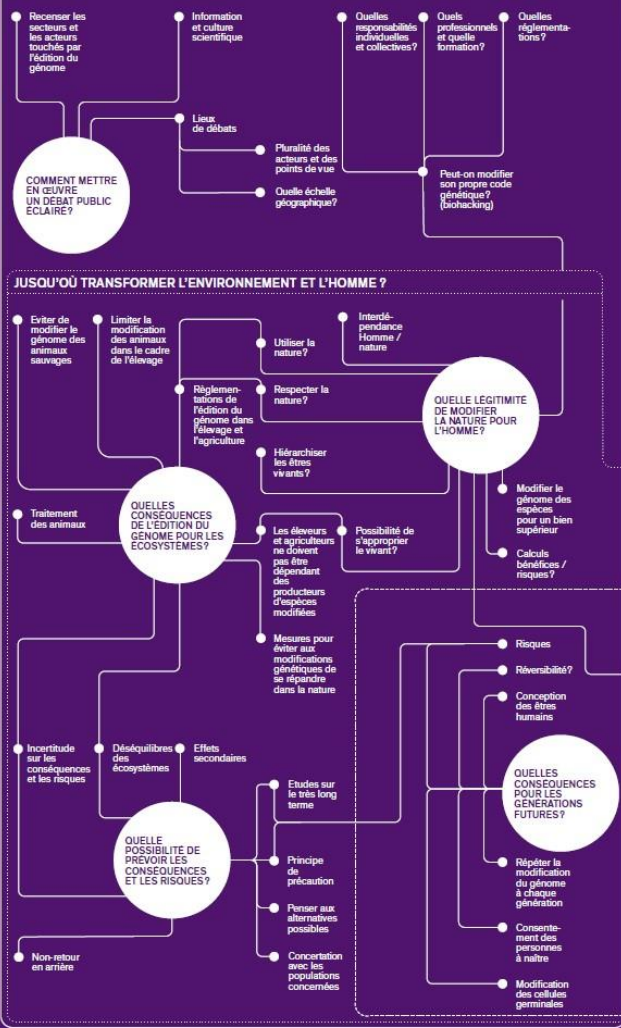 Recenser les
secteurs et
les acteurs
touchés par
l'édition du
génome
Information
et culture
scientifique
Quelles
responsabilités
individuelles
et collectives?
Quels
professionnels
et quelle
formation?
Quelles
réglementa-
tions?
Lieux
de débats
Pluralité des
acteurs et des
points de vue
Quelle échelle
géographique?
COMMENT METTRE
EN ŒUVRE
UN DÉBAT PUBLIC
ÉCLAIRÉ?
Peut-on modifier
son propre code
génétique?
(biohacking)
JUSQU'OÙ TRANSFORMER L'ENVIRONNEMENT ET L'HOMME ?
Eviter de
modifier le
génome des
animaux
sauvages
Limiter la
modification
des animaux
dans le cadre
de l'élevage
Utiliser la
nature?
Interdé-
pendance
Homme /
nature
Règlemen-
tations de
l'édition du
génome dans
l'élevage et
l'agriculture
Respecter la
nature?
QUELLE LÉGITIMITÉ
DE MODIFIER
LA NATURE POUR
L'HOMME?
Hiérarchiser
les êtres
vivants?
Traitement
des animaux
QUELLES
CONSÉQUENCES
DE L'ÉDITION DU
GÉNOME POUR LES
ÉCOSYSTÈMES?
Les éleveurs
et agriculteurs
ne doivent
pas être
dépendant
des
producteurs
d'espèces
modifiées
Possibilité de
s'approprier
le vivant?
Modifier le
génome des
espèces
pour un bien
supérieur
Calculs
bénéfices /
risques?
Mesures pour
éviter aux
modifications
génétiques de
se répandre
dans la nature
Risques
Réversibilité?
Conception
des êtres
humains
Incertitude
sur les
conséquences
et les risques
Déséquilibres
des
écosystèmes
Effets
secondaires
Etudes sur
le très long
terme
QUELLES
CONSÉQUENCES
POUR LES
GÉNÉRATIONS
FUTURES?
QUELLE
POSSIBILITÉ DE
PRÉVOIR LES
CONSÉQUENCES
ET LES RISQUES?
Principe
de
précaution
Répéter la
modification
du génome
à chaque
génération
Penser aux
alternatives
possibles
Consente-
ment des
personnes
à naître
Non-retour
en arrière
Concertation
avec les
populations
concernées
Modification
des cellules
germinales